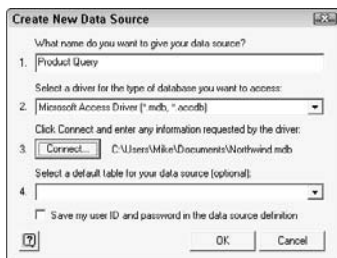 Create New Data Source
What name do you want to give your data source?
1. Product Query
Select a driver for the type of database you want to access:
2. Microsoft Access Driver (*.mdb, *.accdb)
Click Connect and enter any information requested by the driver:
3. Connect... C:\Users\Mike\Documents\Northwind.mdb
Select a default table for your data source (optional):
4.
Save my user ID and password in the data source definition
? OK Cancel